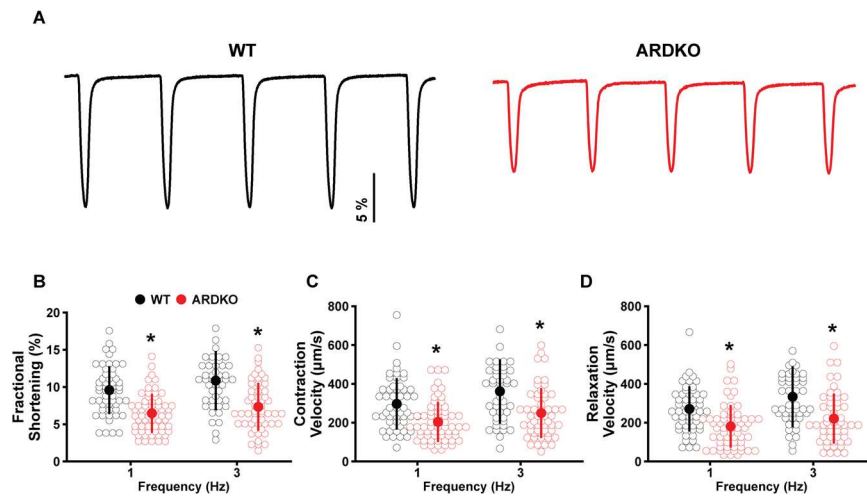 A
WT
ARDKO
5 %
B
WT
ARDKO
Fractional
Shortening (%)
20
15
10
5
0
*
*
1
3
Frequency (Hz)
C
Contraction
Velocity (µm/s)
800
600
400
200
0
*
*
1
3
Frequency (Hz)
D
Relaxation
Velocity (µm/s)
800
600
400
200
0
*
*
1
3
Frequency (Hz)